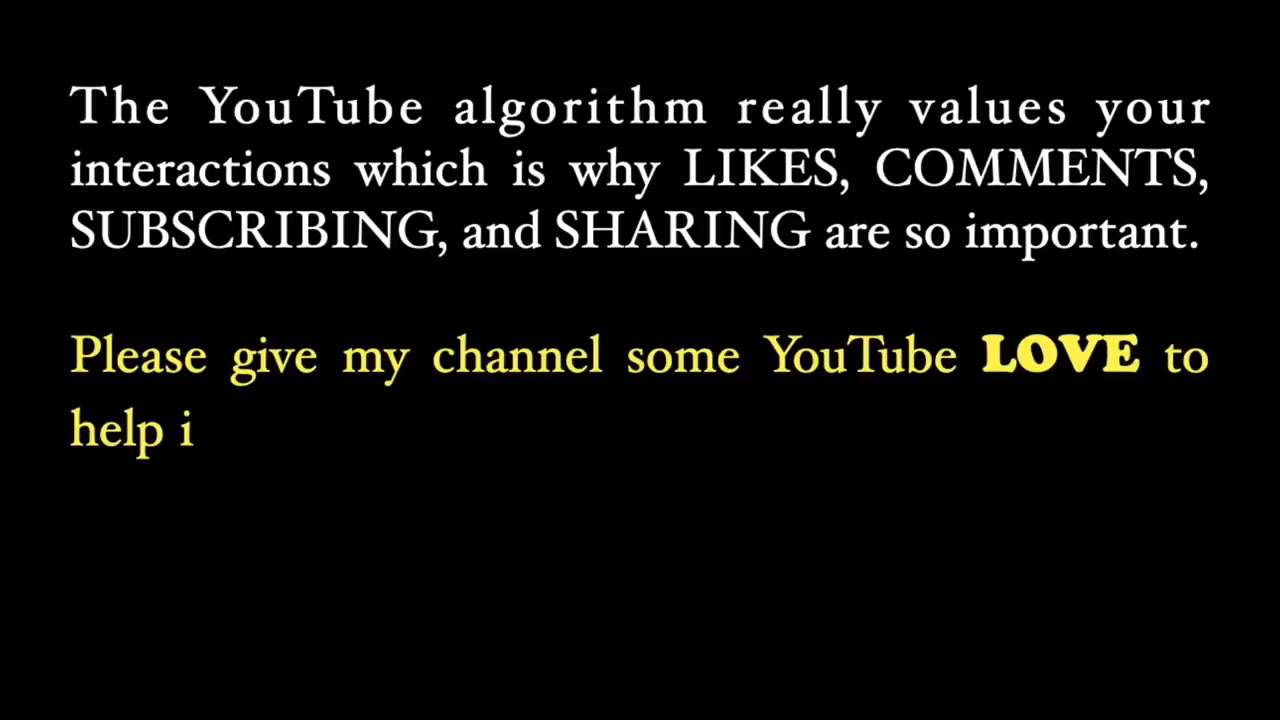 The YouTube algorithm really values your
interactions which is why LIKES, COMMENTS,
SUBSCRIBING, and SHARING are so important.
Please give my channel some YouTube LOVE to
help i